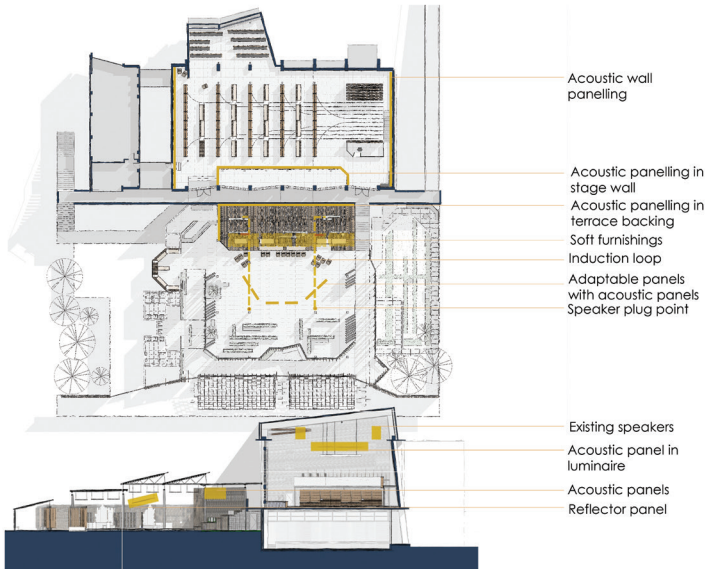 Acoustic wall
panelling
Acoustic panelling in
stage wall
Acoustic panelling in
terrace backing
Soft furnishings
Induction loop
Adaptable panels
with acoustic panels
Speaker plug point
Existing speakers
Acoustic panel in
luminaire
Acoustic panels
Reflector panel